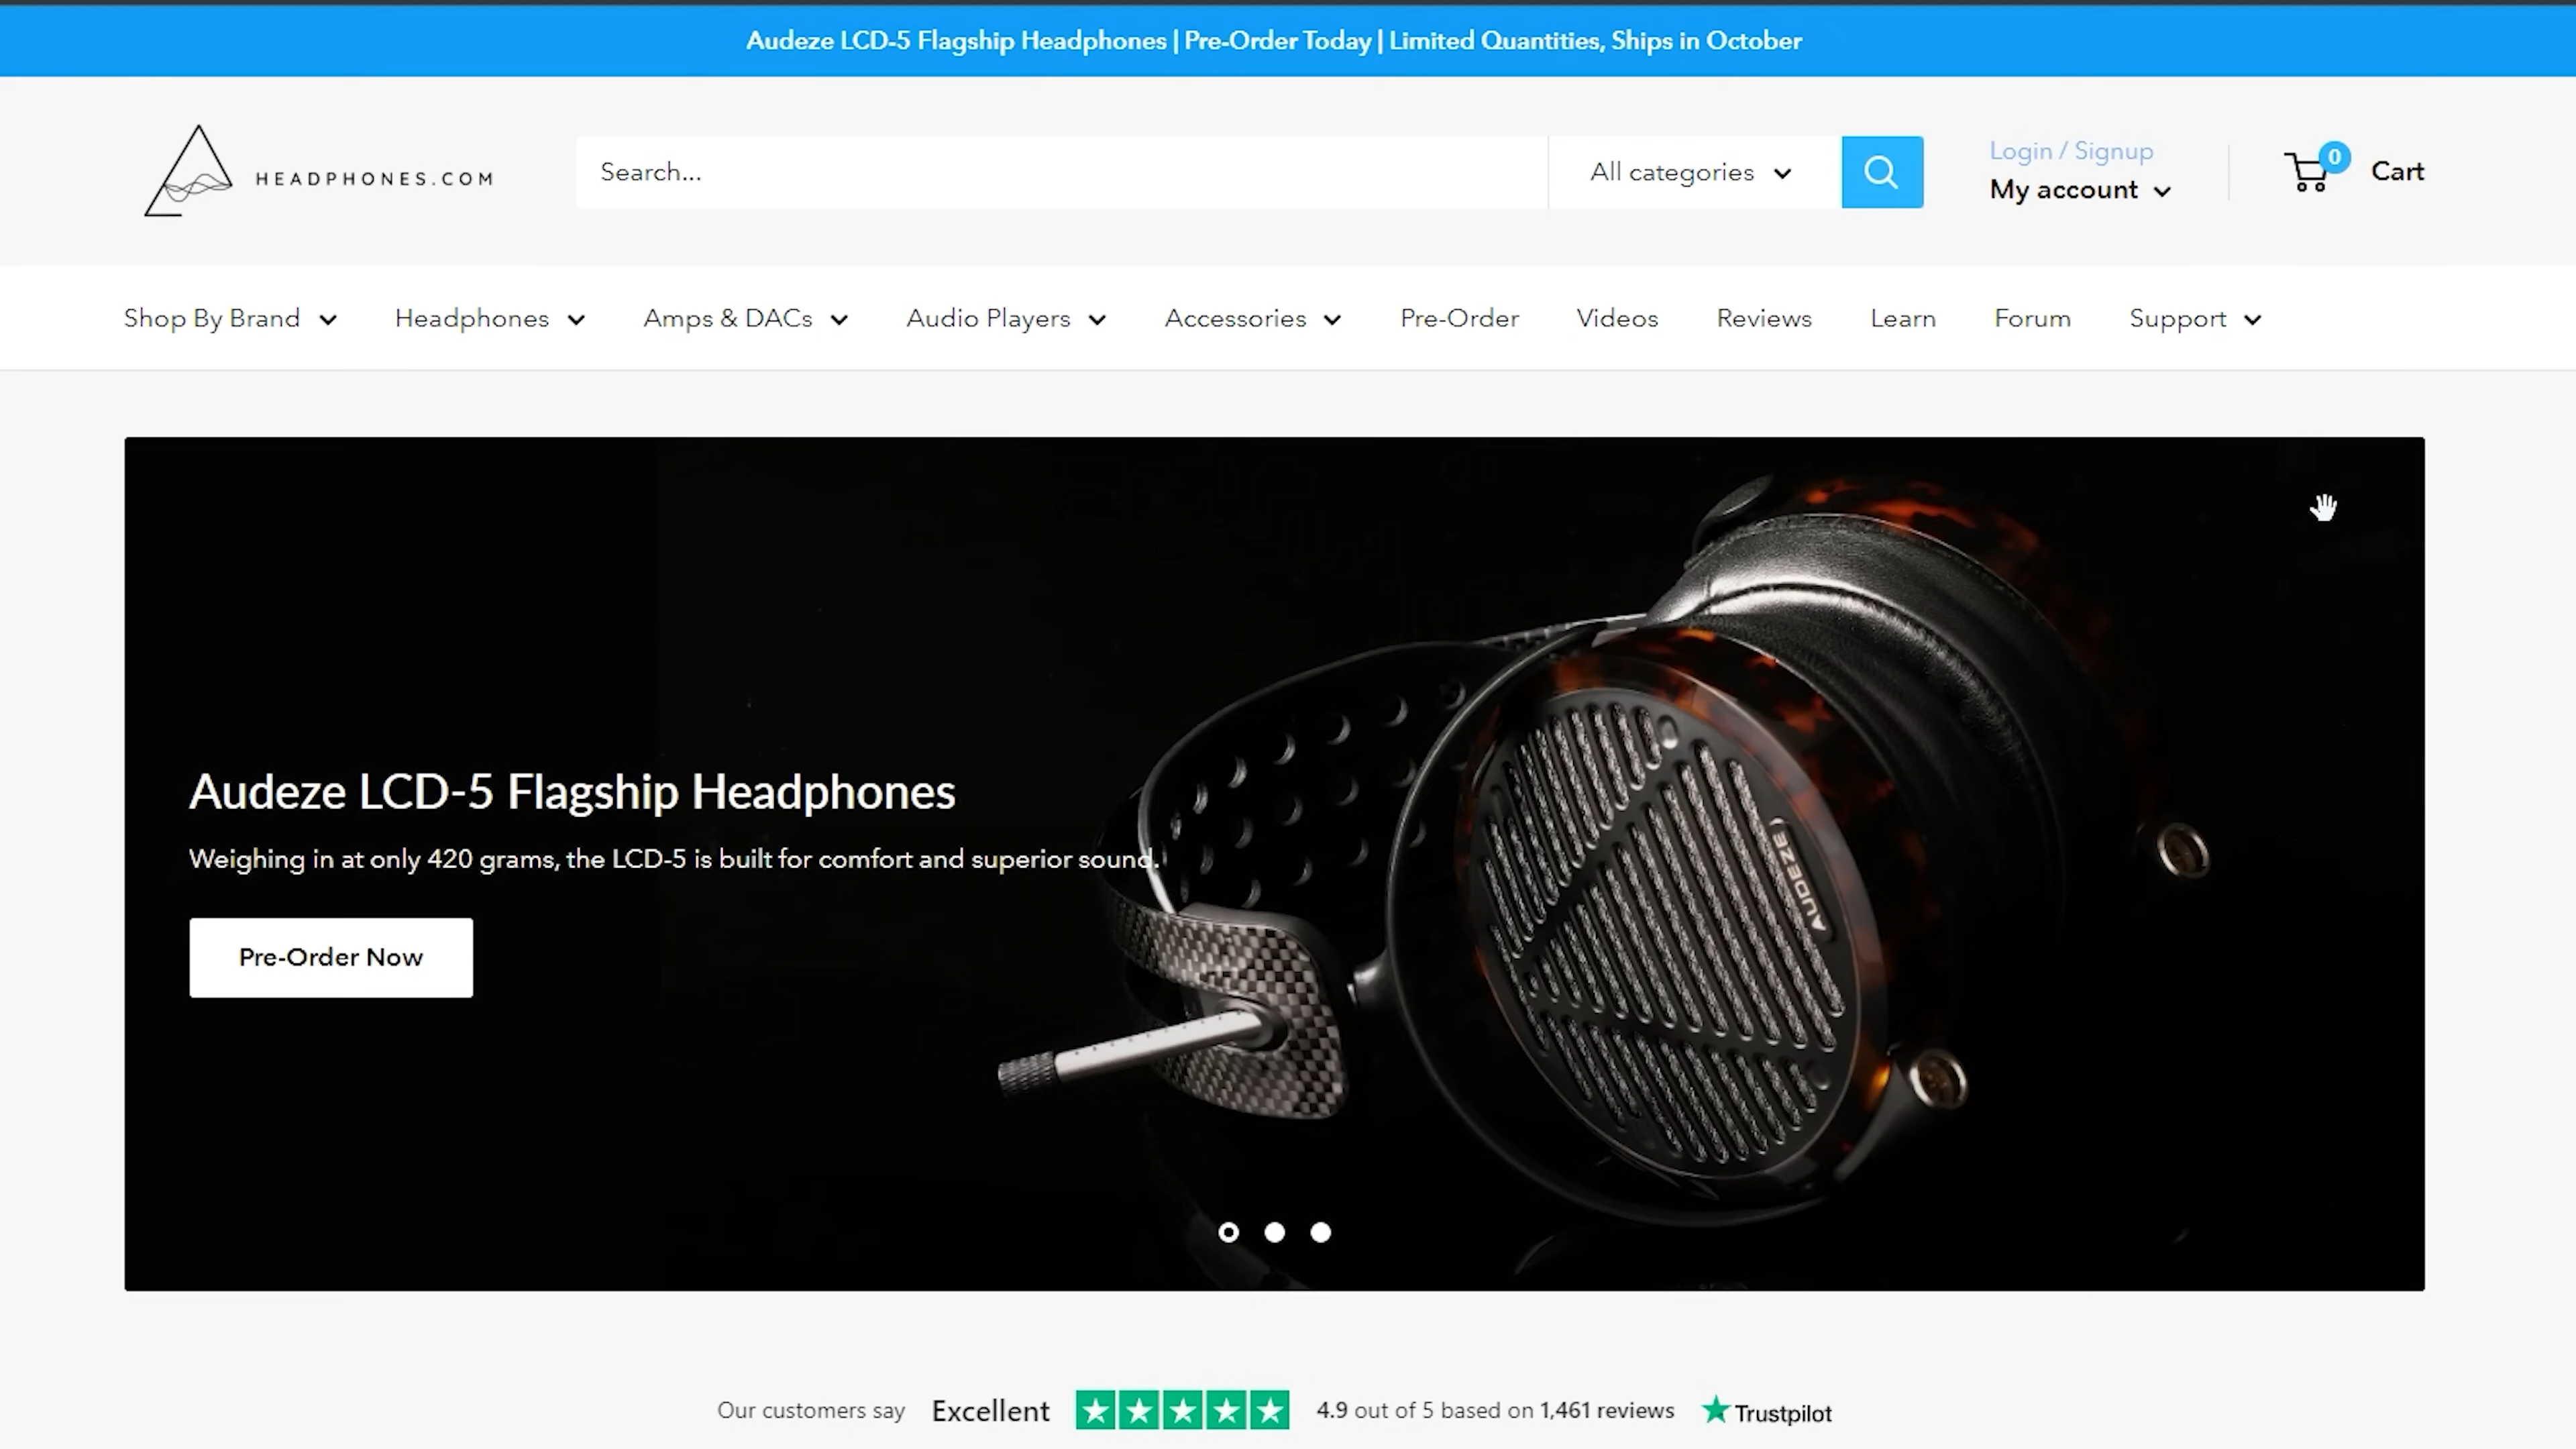 Audeze LCD-5 Flagship Headphones | Pre-Order Today | Limited Quantities, Ships in October
HEADPHONES.COM
Search...
All categories
Login / Signup
My account
0
Cart
Shop By Brand
Headphones
Amps & DACs
Audio Players
Accessories
Pre-Order
Videos
Reviews
Learn
Forum
Support
Audeze LCD-5 Flagship Headphones
Weighing in at only 420 grams, the LCD-5 is built for comfort and superior sound.
Pre-Order Now
AUDEZE
Our customers say Excellent 4.9 out of 5 based on 1,461 reviews Trustpilot